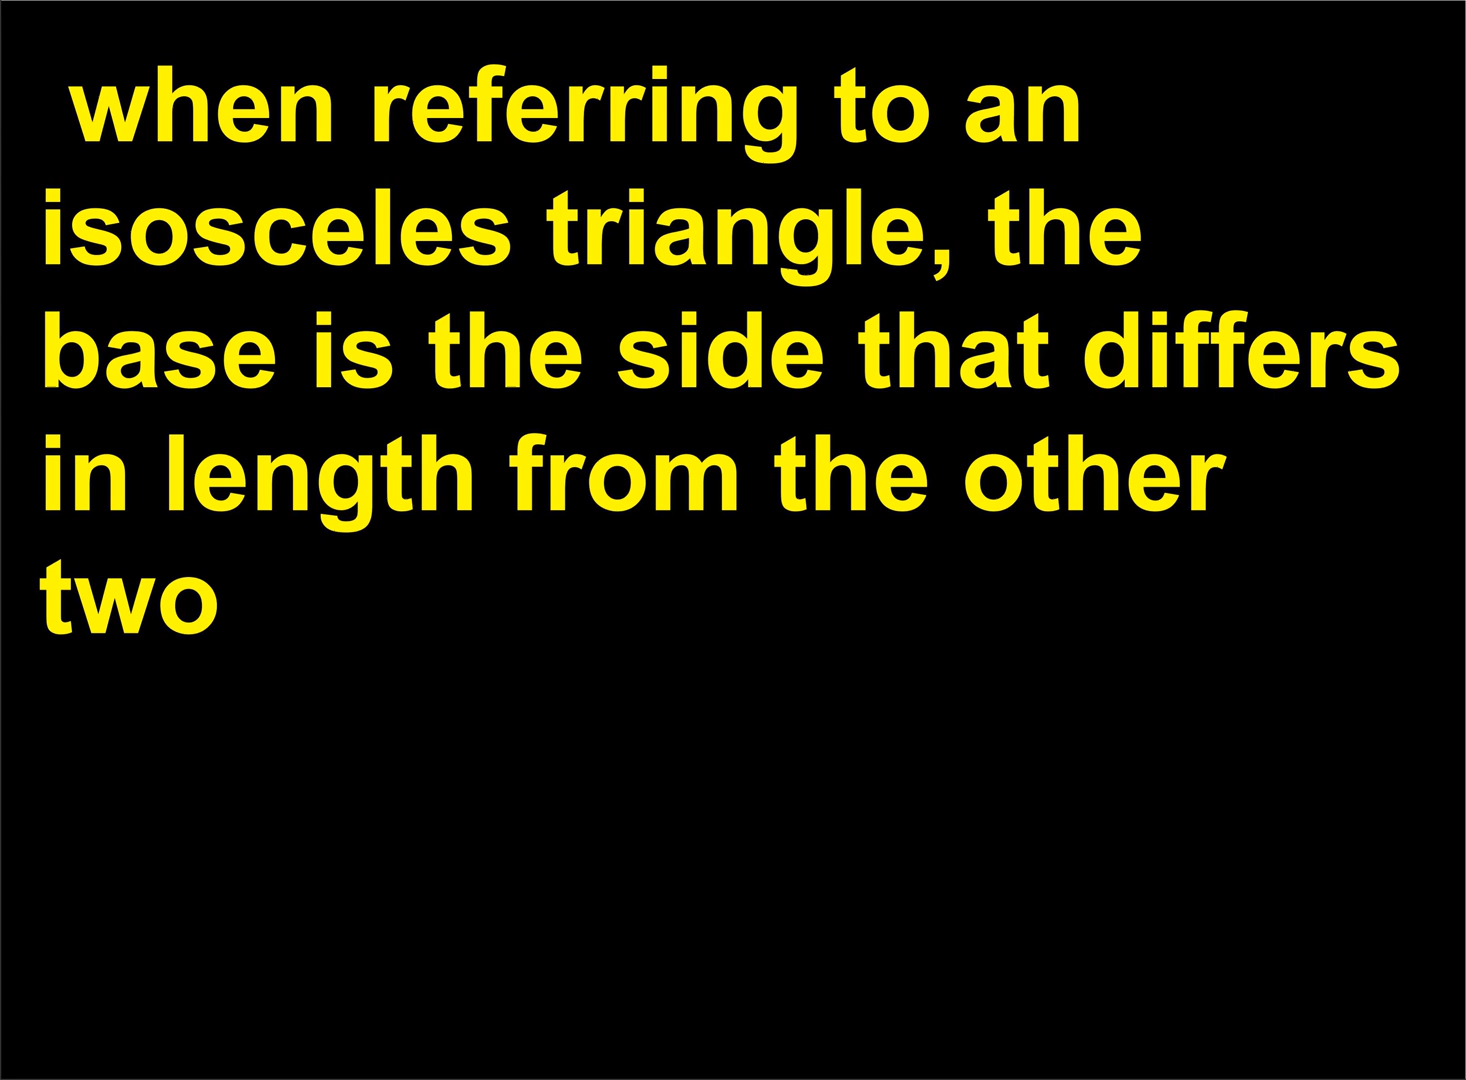 when referring to an
isosceles triangle, the
base is the side that differs
in length from the other
two